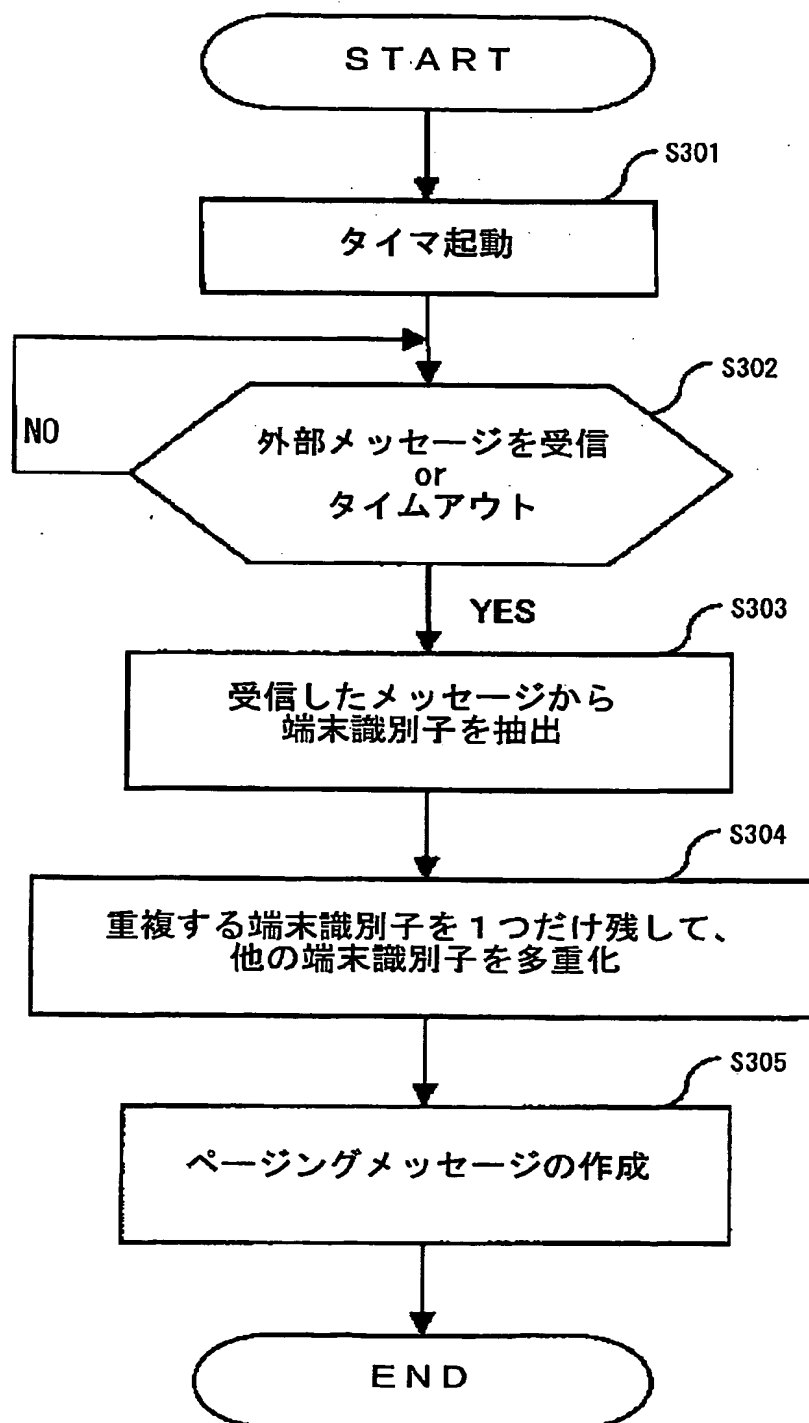 START
S301
タイマ起動
S302
NO
外部メッセージを受信
or
タイムアウト
YES
S303
受信したメッセージから
端末識別子を抽出
S304
重複する端末識別子を１つだけ残して、
他の端末識別子を多重化
S305
ページングメッセージの作成
END